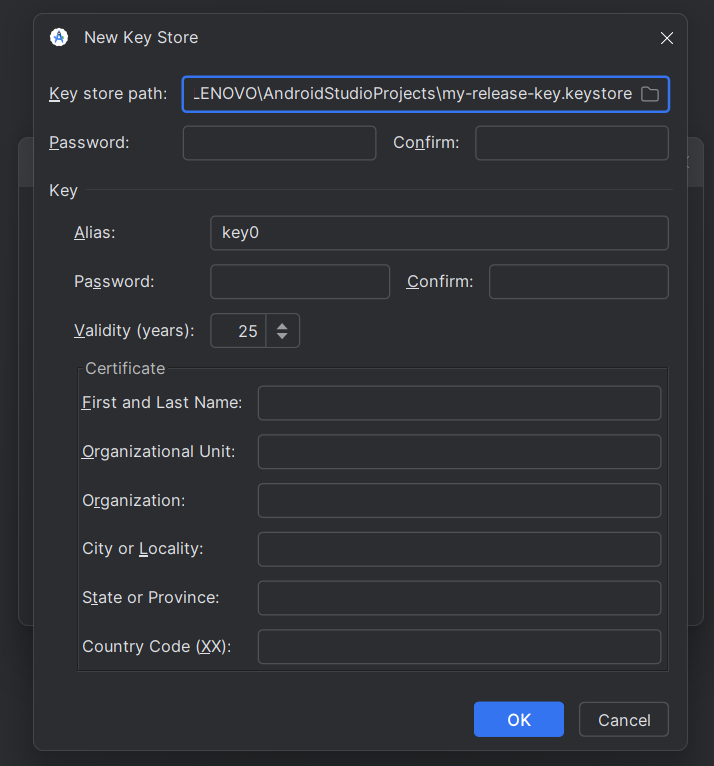 New Key Store
Key store path: LENOVO\AndroidStudioProjects\my-release-key.keystore
Password: Confirm:
Key
Alias: key0
Password: Confirm:
Validity (years): 25
Certificate
First and Last Name:
Organizational Unit:
Organization:
City or Locality:
State or Province:
Country Code (XX):
OK Cancel